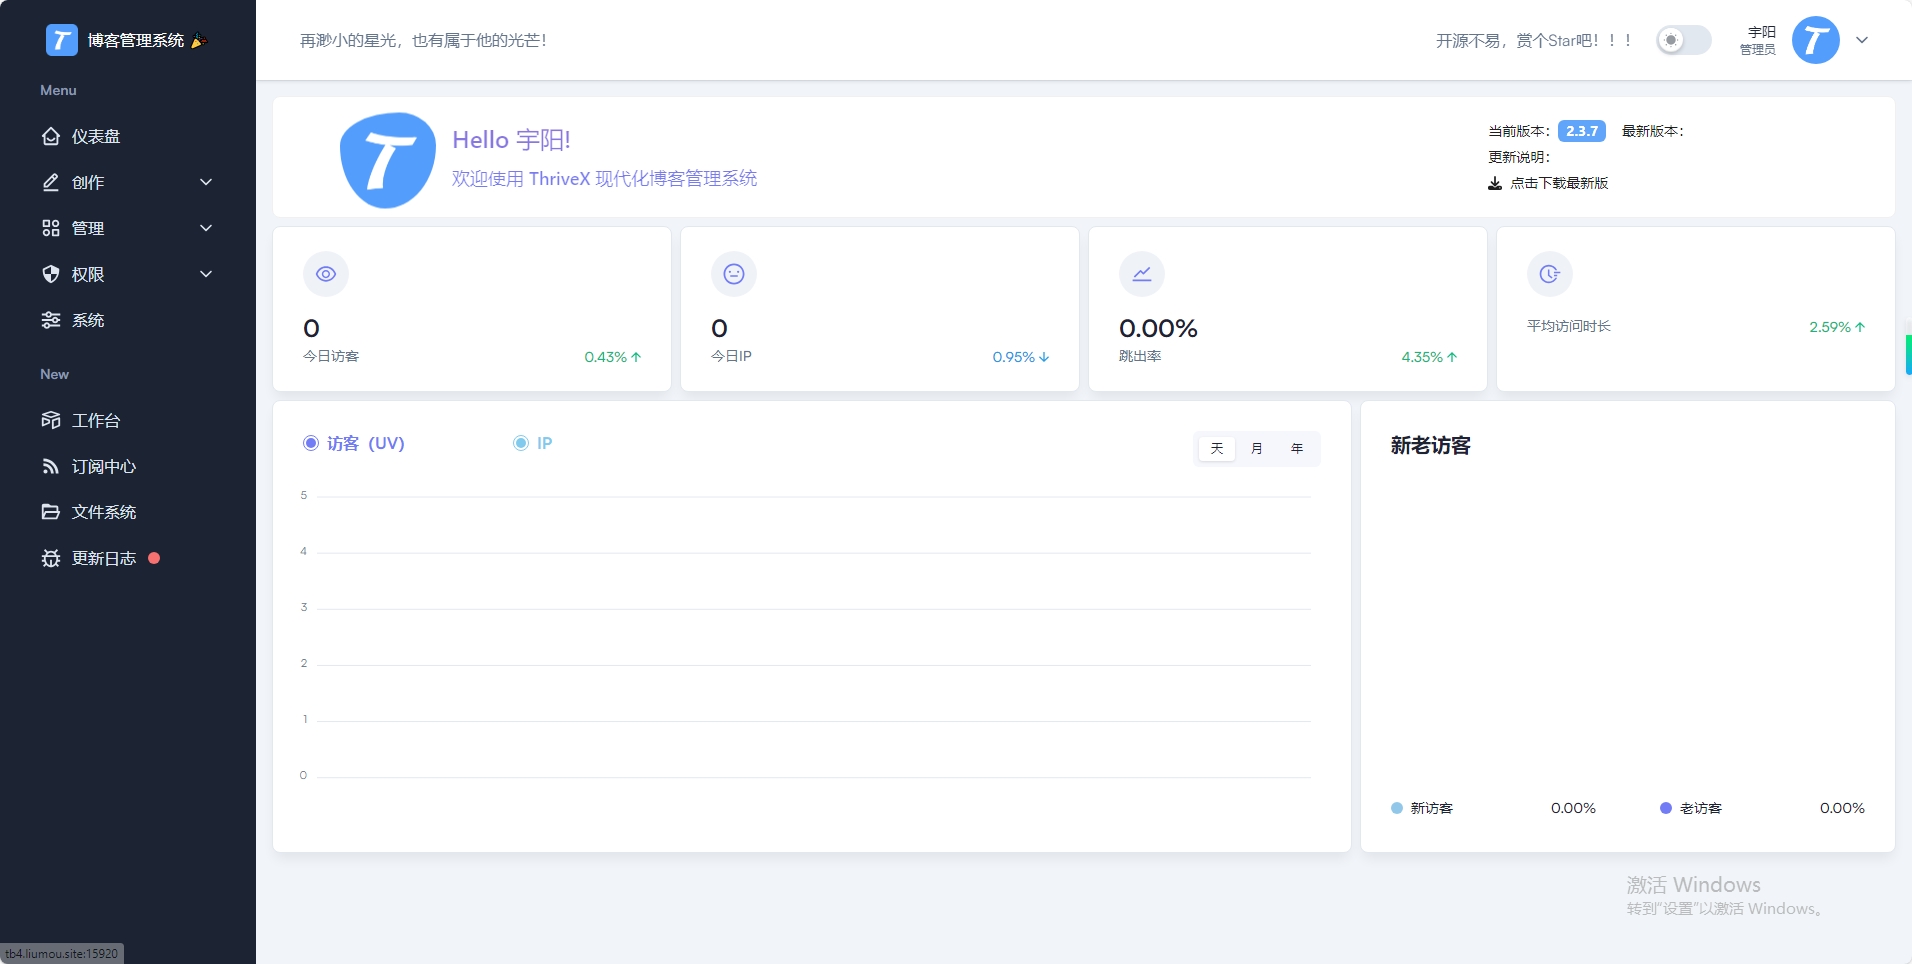 博客管理系统
Menu
仪表盘
创作
管理
权限
系统
New
工作台
订阅中心
文件系统
更新日志
tb4.liumou.site:15920
再渺小的星光，也有属于他的光芒！
开源不易，赏个Star吧！！！
宇阳
管理员
Hello 宇阳!
欢迎使用 ThriveX 现代化博客管理系统
当前版本： 2.3.7 最新版本：
更新说明：
点击下载最新版
0
今日访客 0.43%
0
今日IP 0.95%
0.00%
跳出率 4.35%
平均访问时长 2.59%
访客（UV） IP
天 月 年
5
4
3
2
1
0
新老访客
新访客 0.00% 老访客 0.00%
激活 Windows
转到"设置"以激活 Windows。